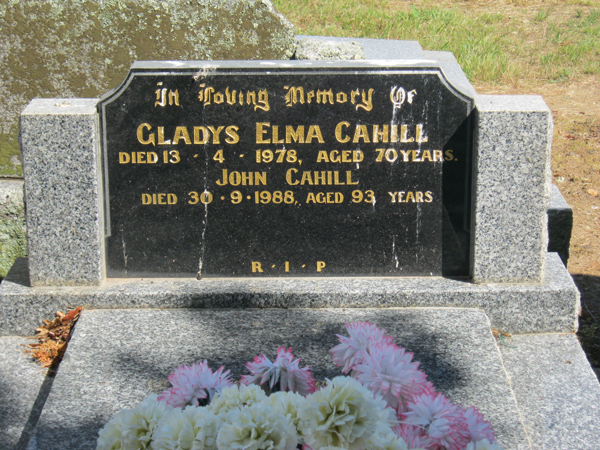 In Loving Memory Of
GLADYS ELMA CAHILL
DIED 13 · 4 · 1978, AGED 70 YEARS.
JOHN CAHILL
DIED 30 · 9 · 1988, AGED 93 YEARS
R · I · P